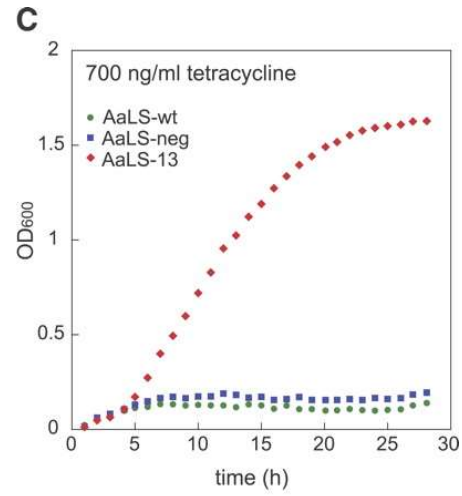 C
2
700 ng/ml tetracycline
AaLS-wt
AaLS-neg
AaLS-13
1.5
1
0.5
0
OD600
0 5 10 15 20 25 30
time (h)